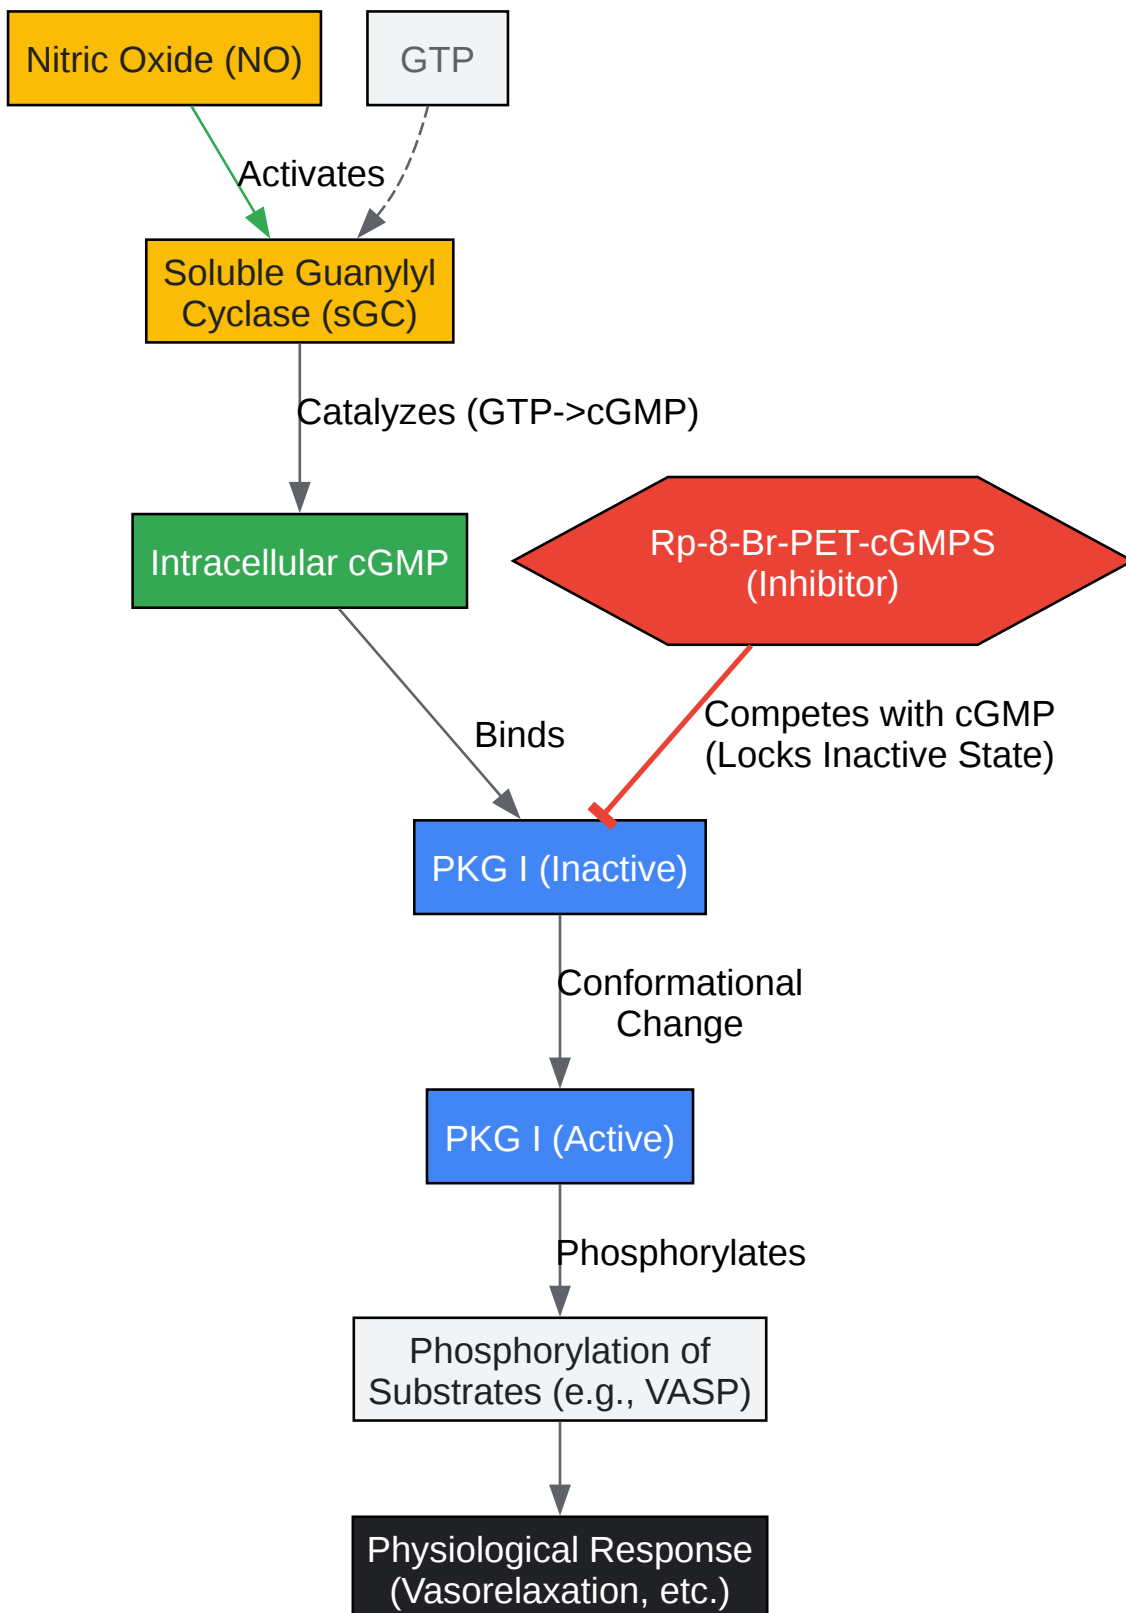 Nitric Oxide (NO)
GTP
Activates
Soluble Guanylyl
Cyclase (sGC)
Catalyzes (GTP->cGMP)
Rp-8-Br-PET-cGMPS
(Inhibitor)
Intracellular cGMP
Competes with cGMP
(Locks Inactive State)
Binds
PKG I (Inactive)
Conformational
Change
PKG I (Active)
Phosphorylates
Phosphorylation of
Substrates (e.g., VASP)
Physiological Response
(Vasorelaxation, etc.)